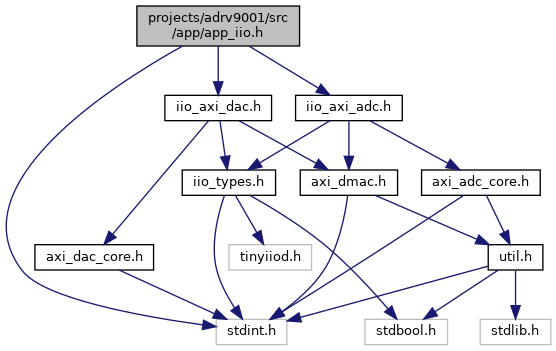 projects/adrv9001/src
/app/app_iio.h
iio_axi_dac.h
iio_axi_adc.h
iio_types.h
axi_dmac.h
axi_adc_core.h
axi_dac_core.h
tinyiiod.h
util.h
stdint.h
stdbool.h
stdlib.h